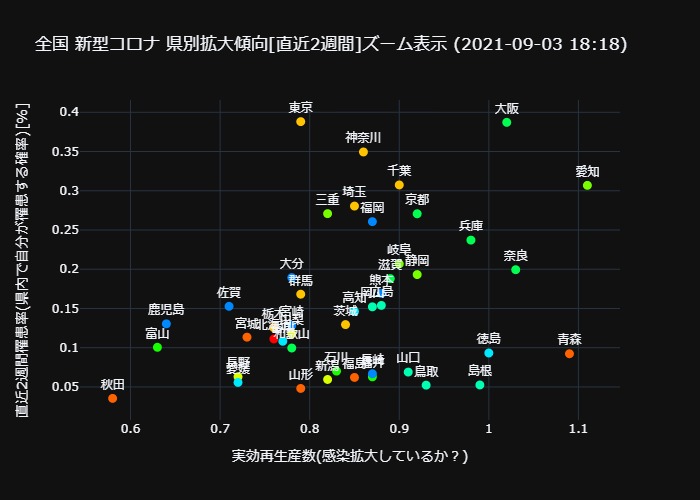 全国 新型コロナ 県別拡大傾向[直近2週間]ズーム表示 (2021-09-03 18:18)
直近2週間罹患率(県内で自分が罹患する確率)[%]
0.4
0.35
0.3
0.25
0.2
0.15
0.1
0.05
東京
大阪
神奈川
千葉
愛知
埼玉
三重
福岡
京都
兵庫
岐阜
静岡
滋賀
奈良
大分
群馬
熊本
広島
高知
佐賀
鹿児島
宮崎
茨城
宮城
富山
和歌山
徳島
青森
長野
愛媛
石川
新潟
福島
長崎
山口
鳥取
島根
山形
秋田
0.6
0.7
0.8
0.9
1
1.1
実効再生産数(感染拡大しているか？)